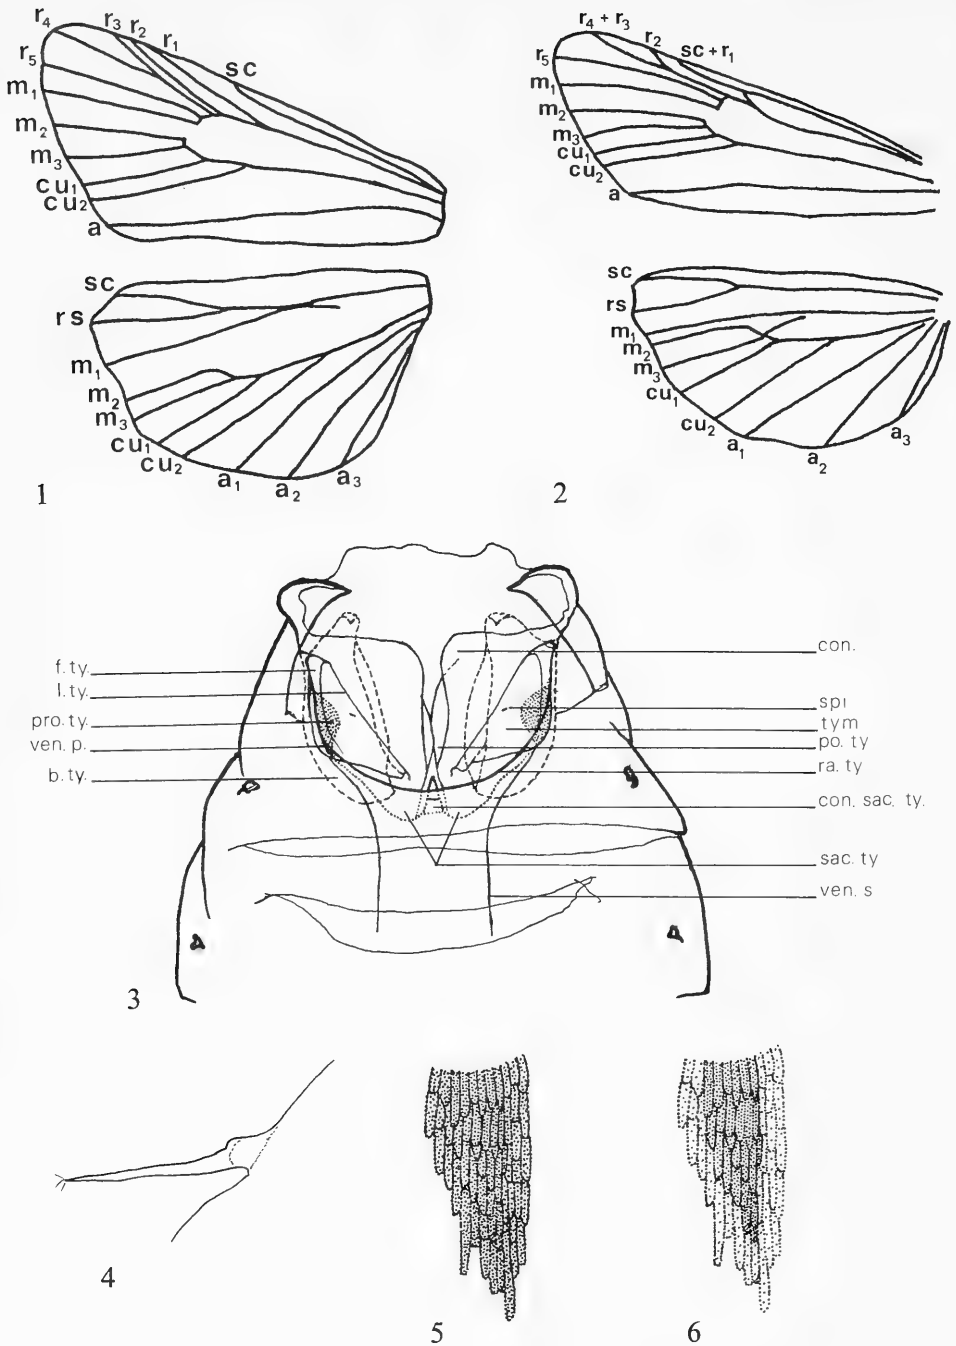 r4 r3 r2 r1 sc
r5
m1
m2
m3
cu1
cu2
a
sc
rs
m1
m2
m3
cu1
cu2
a1 a2 a3
1
r4 + r3 r2 sc + r1
r5
m1
m2
m3
cu1
cu2
a
sc
rs
m1
m2
m3
cu1
cu2
a1
a2
a3
2
f. ty.
l. ty.
pro. ty.
ven. p.
b. ty.
con.
spi
tym
po. ty
ra. ty
con. sac. ty.
sac. ty
ven. s
3
4
5
6